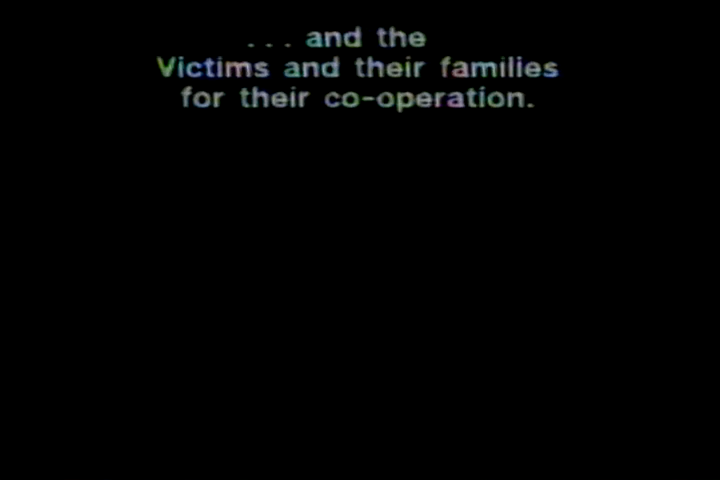 ... and the
Victims and their families
for their co-operation.